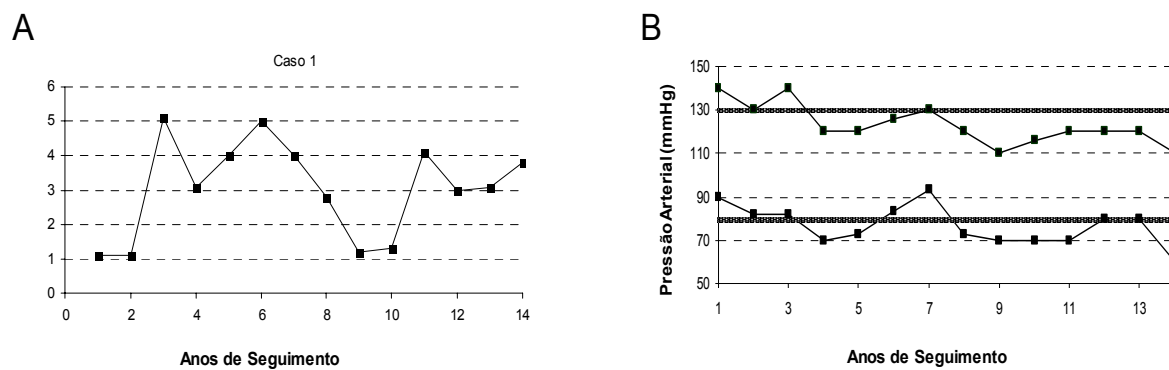 A
Caso 1
6
5
4
3
2
1
0
0 2 4 6 8 10 12 14
Anos de Seguimento
B
Pressão Arterial (mmHg)
150
130
110
90
70
50
1 3 5 7 9 11 13
Anos de Seguimento